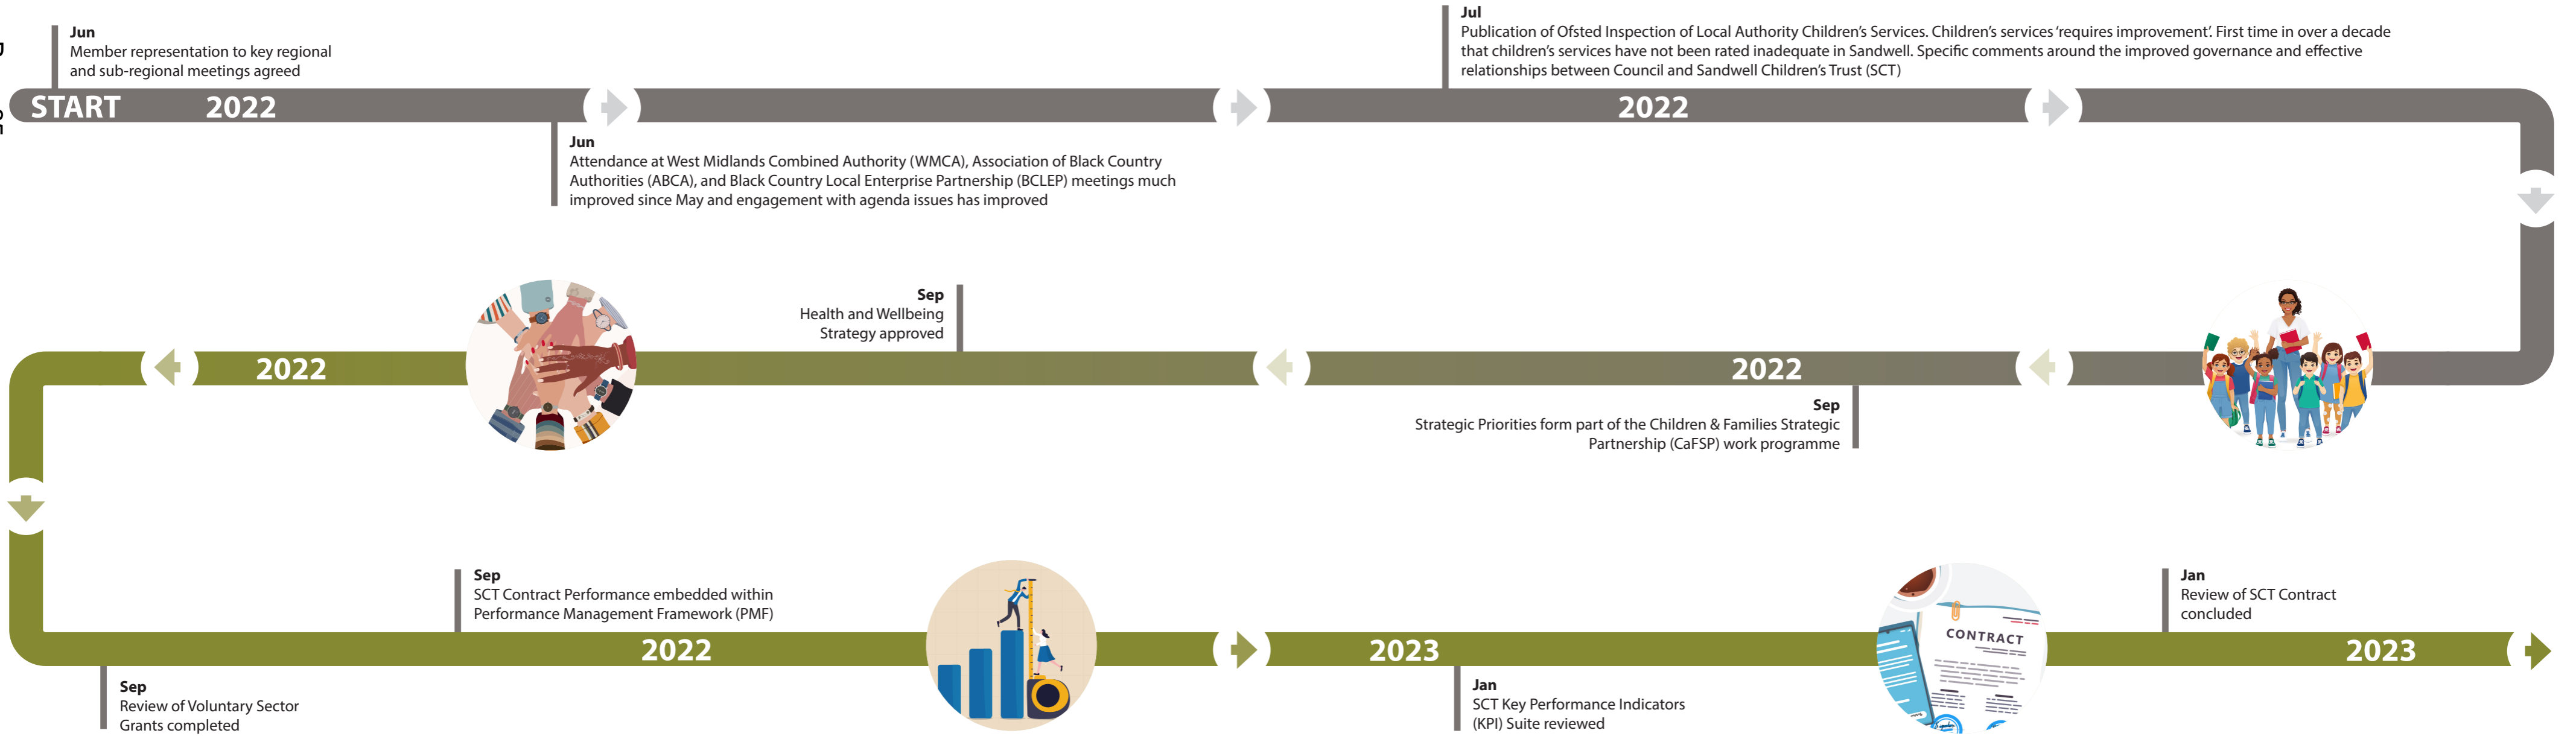 Jun
Member representation to key regional
and sub-regional meetings agreed
Jul
Publication of Ofsted Inspection of Local Authority Children’s Services. Children’s services ‘requires improvement’. First time in over a decade
that children’s services have not been rated inadequate in Sandwell. Specific comments around the improved governance and effective
relationships between Council and Sandwell Children’s Trust (SCT)
START 2022
2022
Jun
Attendance at West Midlands Combined Authority (WMCA), Association of Black Country
Authorities (ABCA), and Black Country Local Enterprise Partnership (BCLEP) meetings much
improved since May and engagement with agenda issues has improved
2022
Sep
Strategic Priorities form part of the Children & Families Strategic
Partnership (CaFSP) work programme
Sep
Health and Wellbeing
Strategy approved
2022
Sep
Review of Voluntary Sector
Grants completed
Sep
SCT Contract Performance embedded within
Performance Management Framework (PMF)
2022
2023
Jan
SCT Key Performance Indicators
(KPI) Suite reviewed
CONTRACT
Jan
Review of SCT Contract
concluded
2023